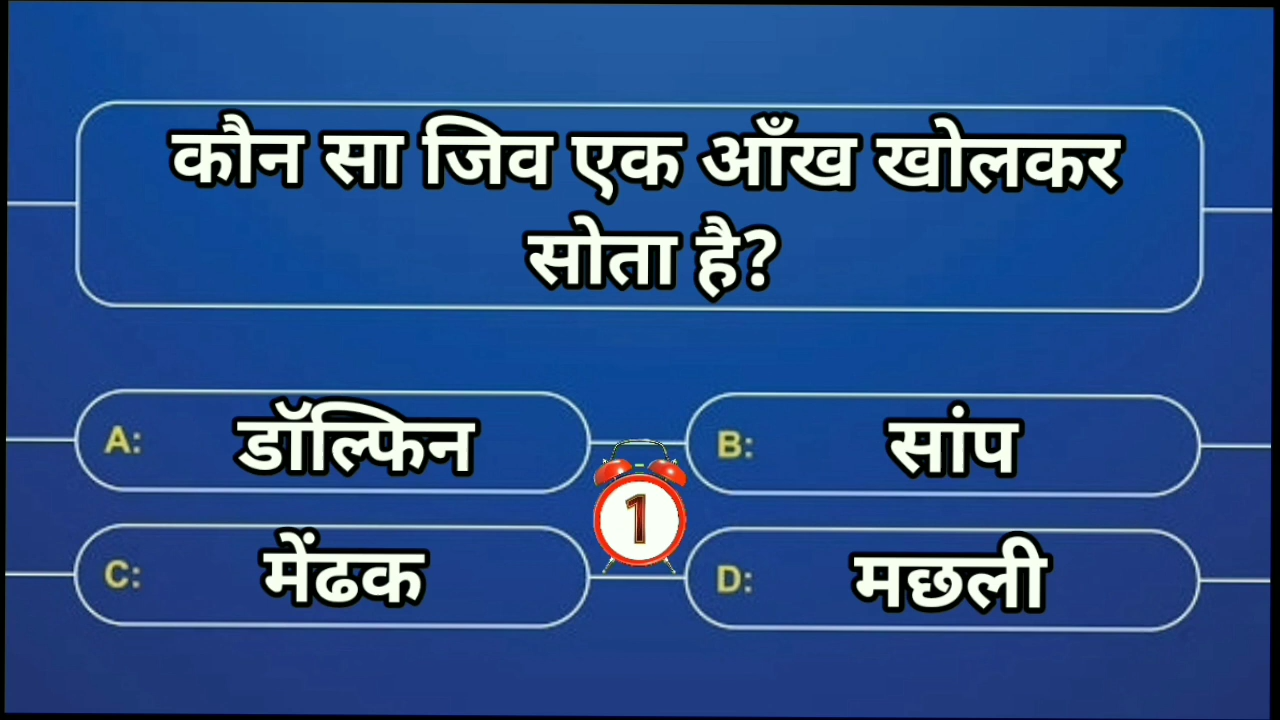 कौन सा जिव एक आँख खोलकर
सोता है?
A: डॉल्फिन
B: सांप
1
C: मेंढक
D: मछली